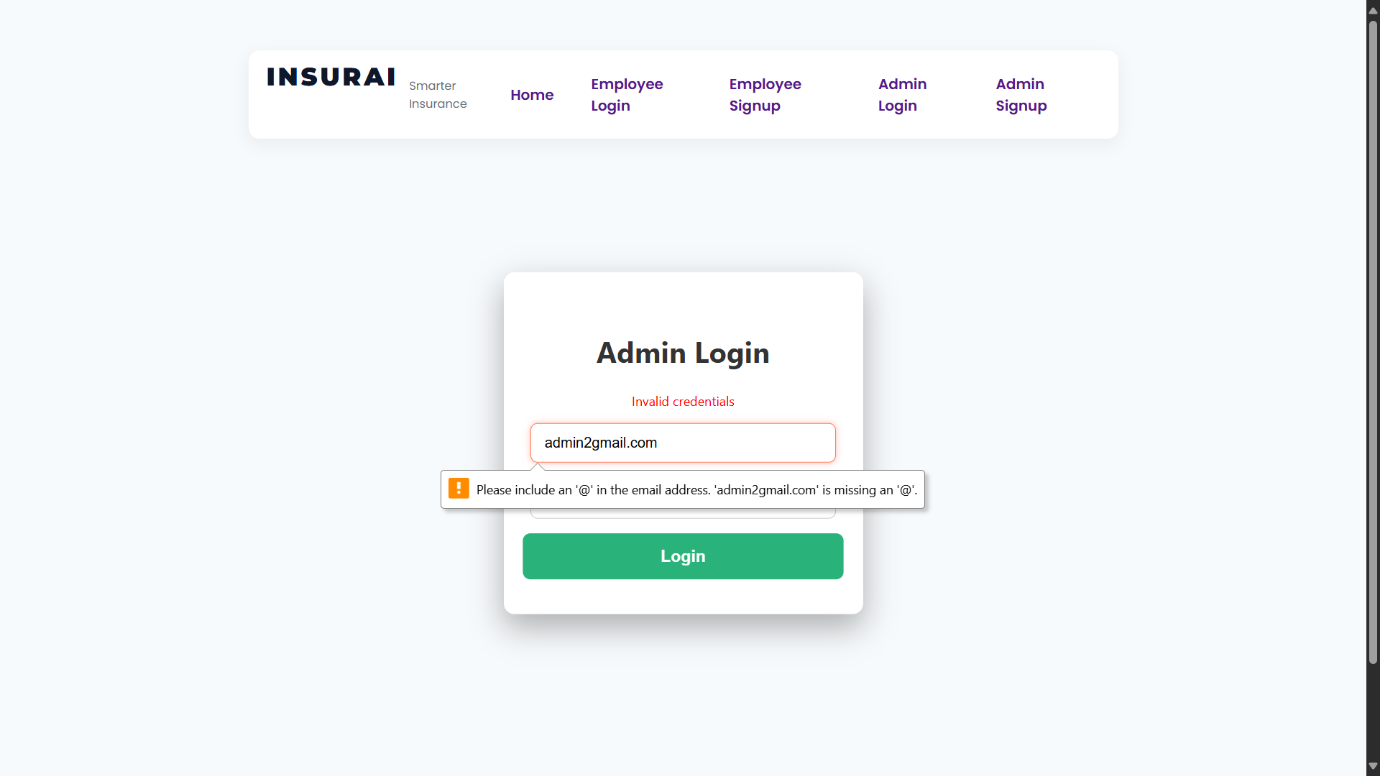 INSURAI
Smarter
Insurance
Home
Employee
Login
Employee
Signup
Admin
Login
Admin
Signup
Admin Login
Invalid credentials
admin2gmail.com
Please include an '@' in the email address. 'admin2gmail.com' is missing an '@'.
Login